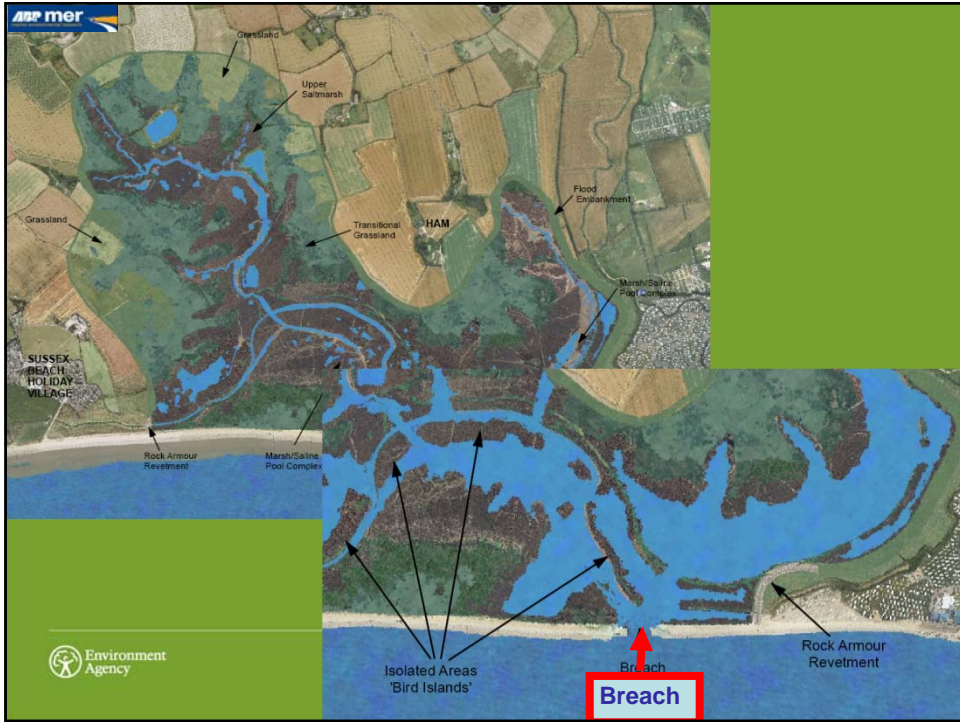 ABP mer
Grassland
Upper
Saltmarsh
Flood
Embankment
Grassland
Transitional
Grassland
HAM
Marsh/Saline
Pool Complex
SUSSEX
BEACH
HOLIDAY
VILLAGE
Rock Armour
Revetment
Marsh/Saline
Pool Complex
Environment
Agency
Isolated Areas
'Bird Islands'
Breach
Breach
Rock Armour
Revetment